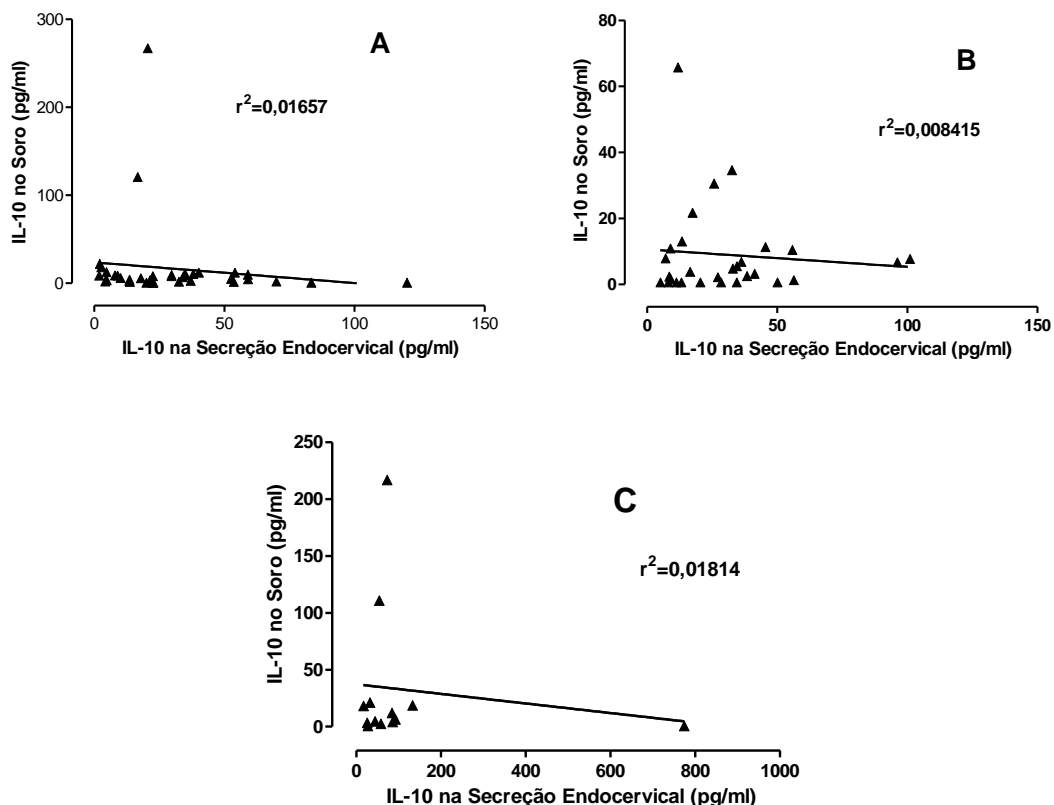 A
r²=0,01657
IL-10 no Soro (pg/ml)
300
200
100
0
0 50 100 150
IL-10 na Secreção Endocervical (pg/ml)
B
r²=0,008415
IL-10 no Soro (pg/ml)
80
60
40
20
0
0 50 100 150
IL-10 na Secreção Endocervical (pg/ml)
C
r²=0,01814
IL-10 no Soro (pg/ml)
250
200
150
100
50
0
0 200 400 600 800 1000
IL-10 na Secreção Endocervical (pg/ml)